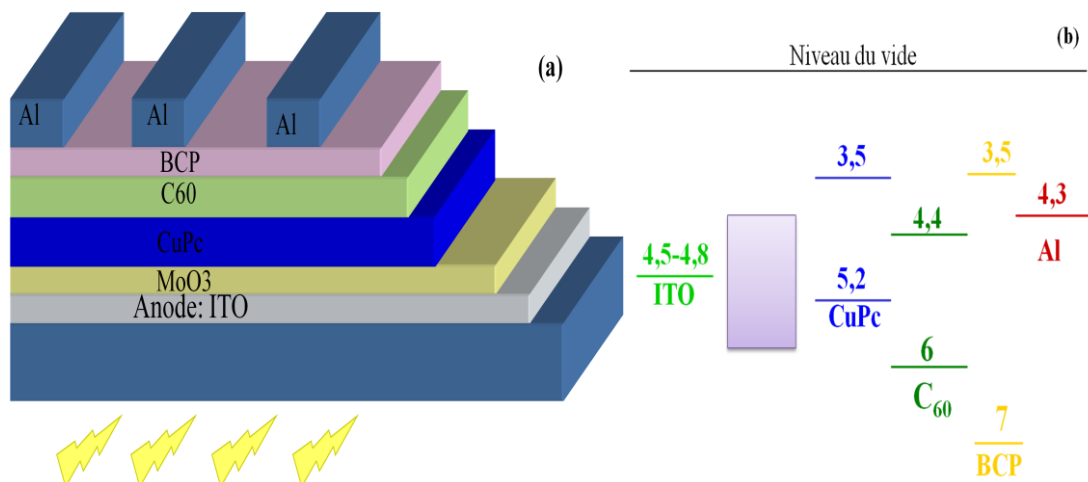 (a)
Al
Al
Al
BCP
C60
CuPc
MoO3
Anode: ITO
(b)
Niveau du vide
3,5
3,5
4,3
4,4
Al
4,5-4,8
ITO
5,2
CuPc
6
C₆₀
7
BCP